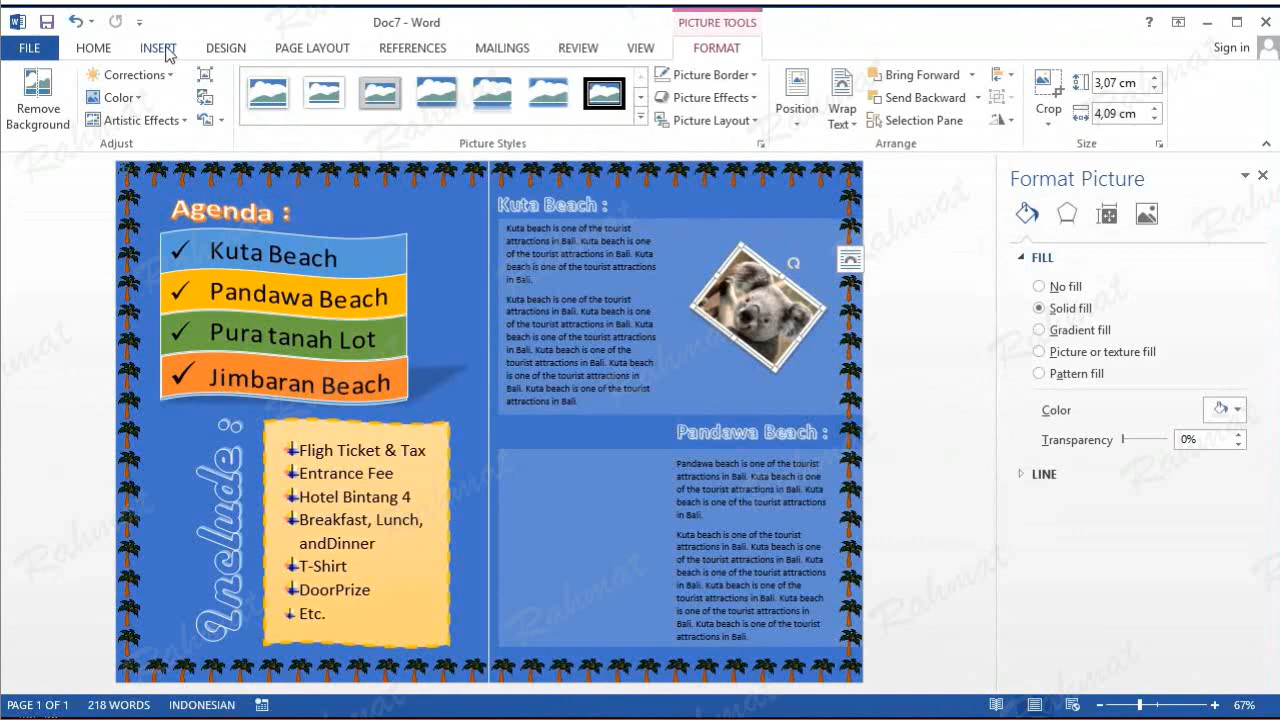 Doc7 - Word
PICTURE TOOLS
FILE
HOME
INSERT
DESIGN
PAGE LAYOUT
REFERENCES
MAILINGS
REVIEW
VIEW
FORMAT
Sign in
Remove
Background
Corrections
Color
Artistic Effects
Adjust
Picture Styles
Picture Border
Picture Effects
Picture Layout
Position
Wrap
Text
Bring Forward
Send Backward
Selection Pane
Arrange
Crop
3,07 cm
4,09 cm
Size
Agenda :
Kuta Beach
Pandawa Beach
Pura tanah Lot
Jimbaran Beach
Include :
Fligh Ticket & Tax
Entrance Fee
Hotel Bintang 4
Breakfast, Lunch,
andDinner
T-Shirt
DoorPrize
Etc.
Kuta Beach :
Kuta beach is one of the tourist
attractions in Bali. Kuta beach is one
of the tourist attractions in Bali. Kuta
beach is one of the tourist attractions
in Bali.
Kuta beach is one of the tourist
attractions in Bali. Kuta beach is one
of the tourist attractions in Bali. Kuta
beach is one of the tourist attractions
in Bali. Kuta beach is one of the
tourist attractions in Bali. Kuta beach
is one of the tourist attractions in
Bali. Kuta beach is one of the tourist
attractions in Bali.
Pandawa Beach :
Pandawa beach is one of the tourist
attractions in Bali. Kuta beach is one
of the tourist attractions in Bali. Kuta
beach is one of the tourist attractions
in Bali.
Kuta beach is one of the tourist
attractions in Bali. Kuta beach is one
of the tourist attractions in Bali. Kuta
beach is one of the tourist attractions
in Bali. Kuta beach is one of the
tourist attractions in Bali. Kuta beach
is one of the tourist attractions in
Bali. Kuta beach is one of the tourist
attractions in Bali.
Format Picture
FILL
No fill
Solid fill
Gradient fill
Picture or texture fill
Pattern fill
Color
Transparency
0%
LINE
PAGE 1 OF 1
218 WORDS
INDONESIAN
67%
Rahmat